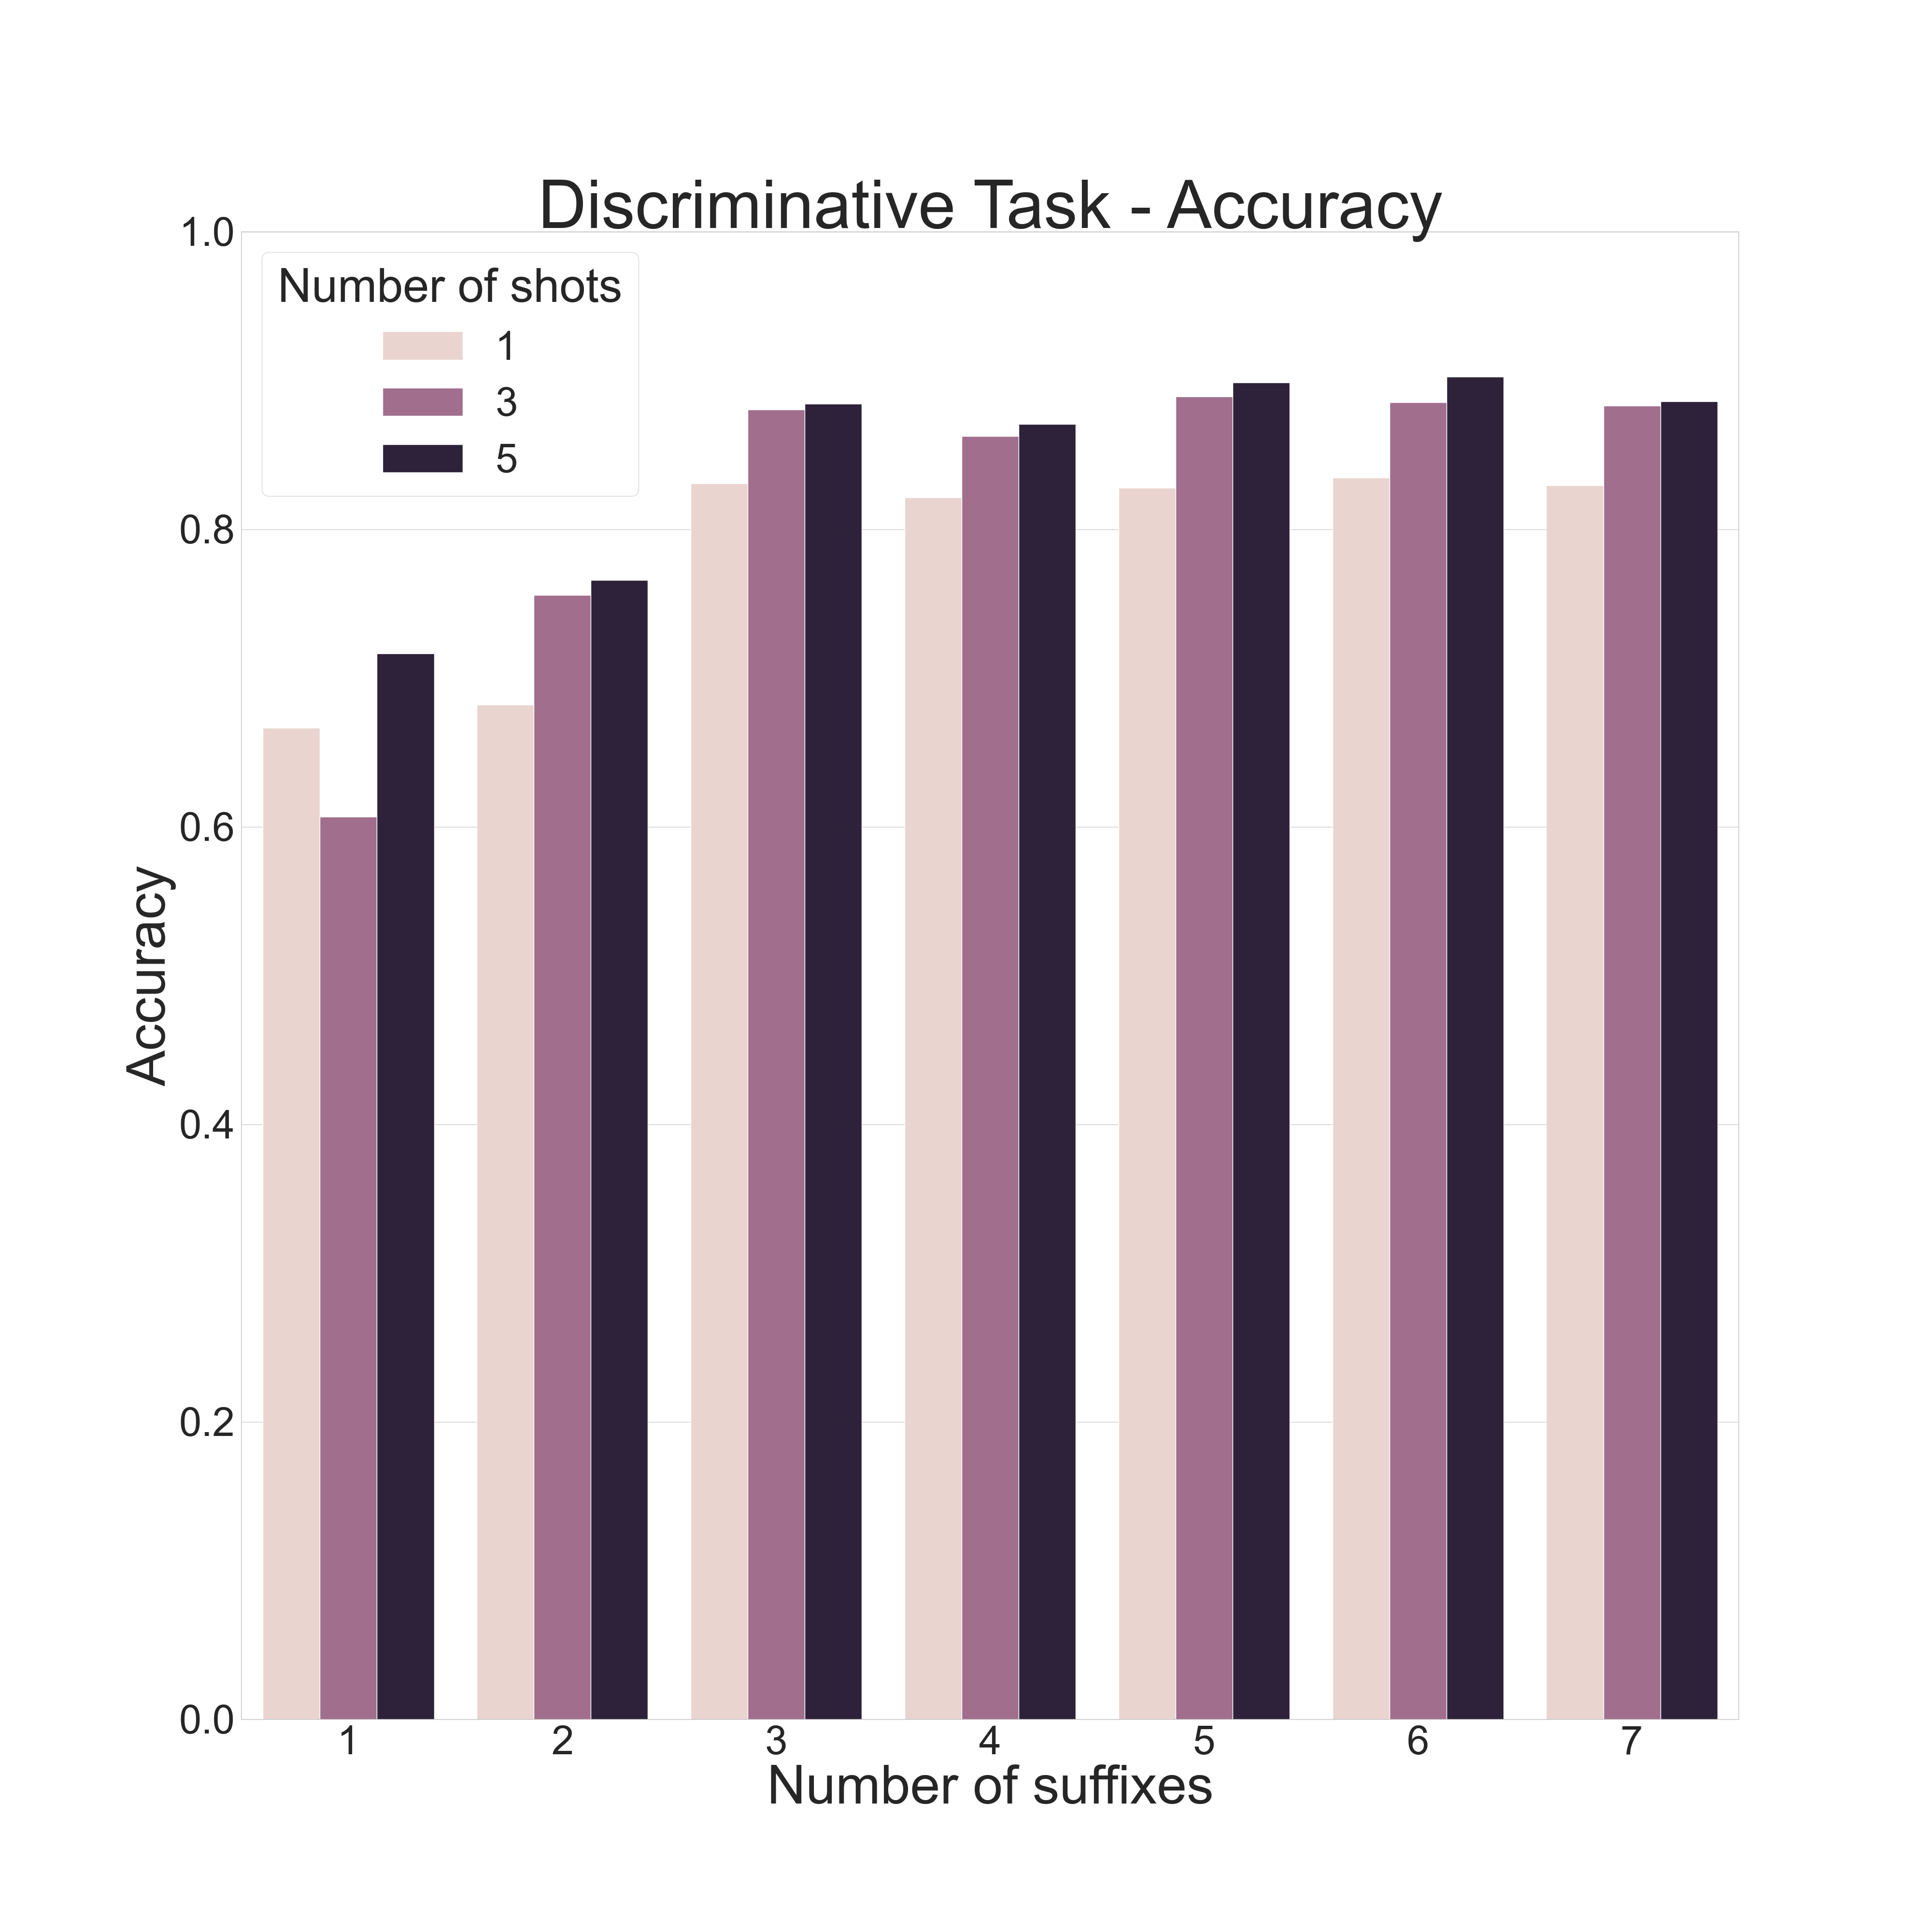 Discriminative Task - Accuracy
Number of shots
1
3
5
Accuracy
1.0
0.8
0.6
0.4
0.2
0.0
1 2 3 4 5 6 7
Number of suffixes